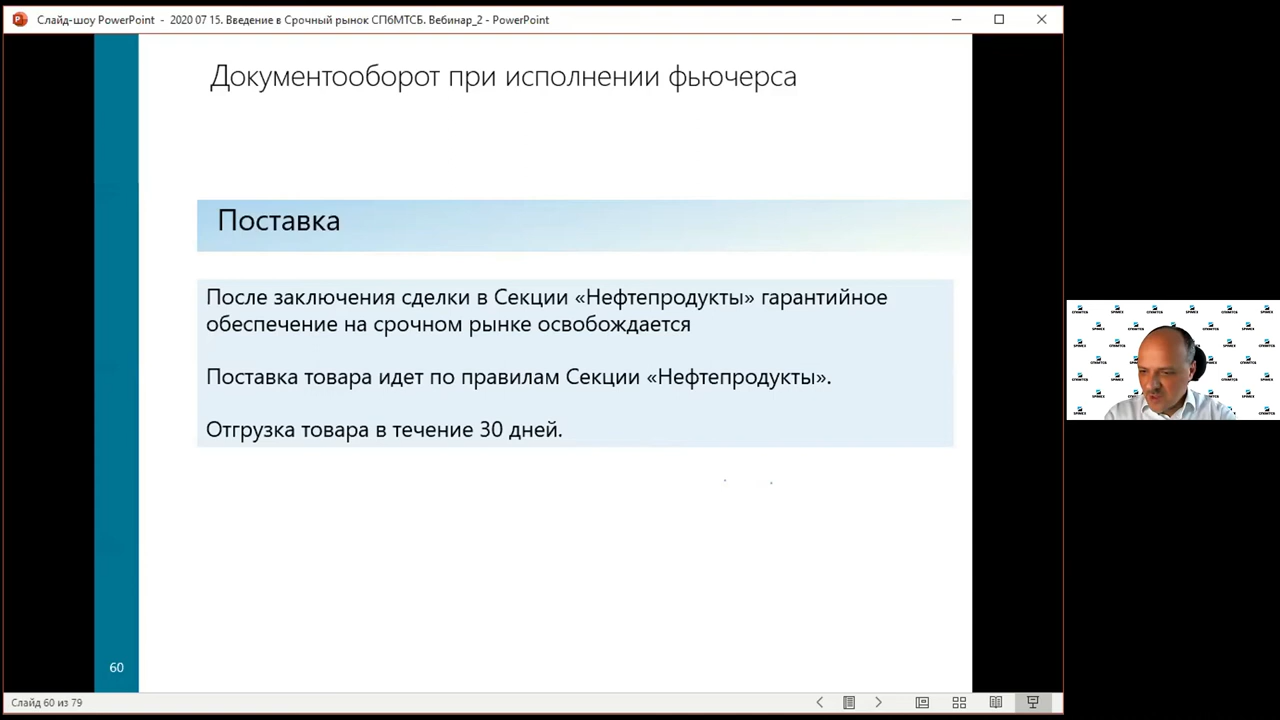 Слайд-шоу PowerPoint - 2020 07 15. Введение в Срочный рынок СПбМТСБ. Вебинар_2 - PowerPoint
Документооборот при исполнении фьючерса
Поставка
После заключения сделки в Секции «Нефтепродукты» гарантийное
обеспечение на срочном рынке освобождается
Поставка товара идет по правилам Секции «Нефтепродукты».
Отгрузка товара в течение 30 дней.
60
Слайд 60 из 79